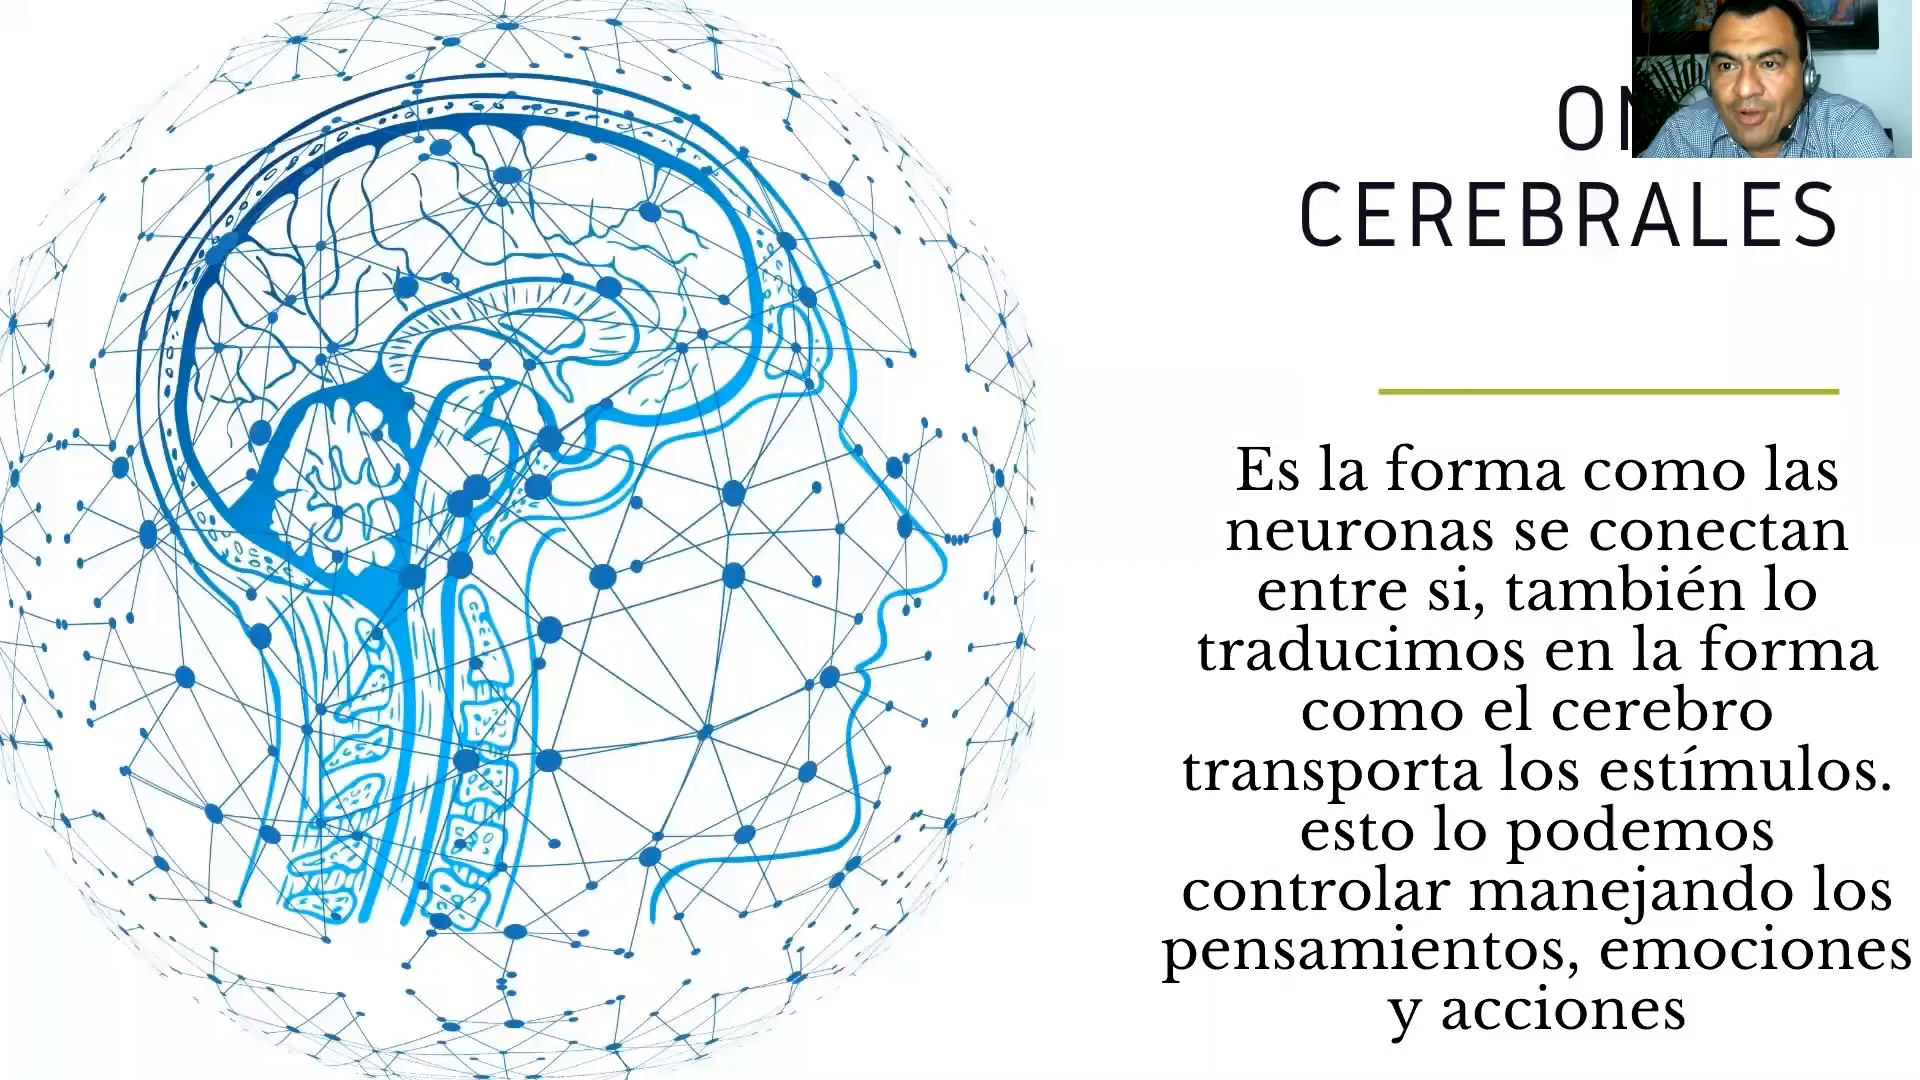 CEREBRALES
Es la forma como las
neuronas se conectan
entre si, también lo
traducimos en la forma
como el cerebro
transporta los estímulos.
esto lo podemos
controlar manejando los
pensamientos, emociones
y acciones